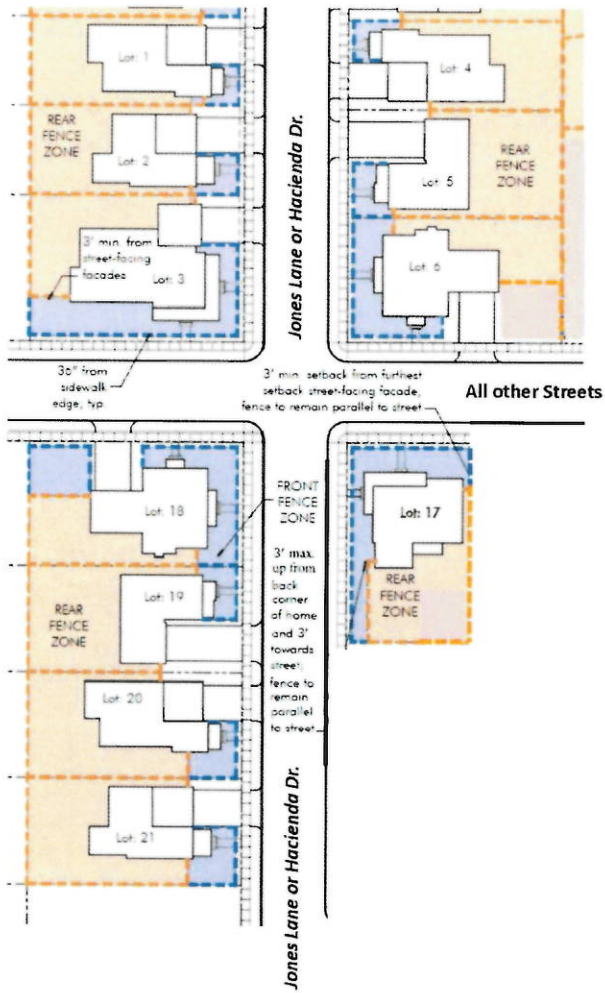 Lot: 1
REAR
FENCE
ZONE
Lot: 2
3' min. from
street-facing
facades
Lot: 3
Jones Lane or Hacienda Dr.
Lot: 4
REAR
FENCE
ZONE
Lot: 5
Lot: 6
36" from
sidewalk
edge, typ.
3' min. setback from furthest
setback street-facing facade,
fence to remain parallel to street
All other Streets
Lot: 18
FRONT
FENCE
ZONE
Lot: 17
REAR
FENCE
ZONE
3' max.
up from
back
corner
of home
and 3'
towards
street;
fence to
remain
parallel
to street
Lot: 19
REAR
FENCE
ZONE
Lot: 20
Lot: 21
Jones Lane or Hacienda Dr.